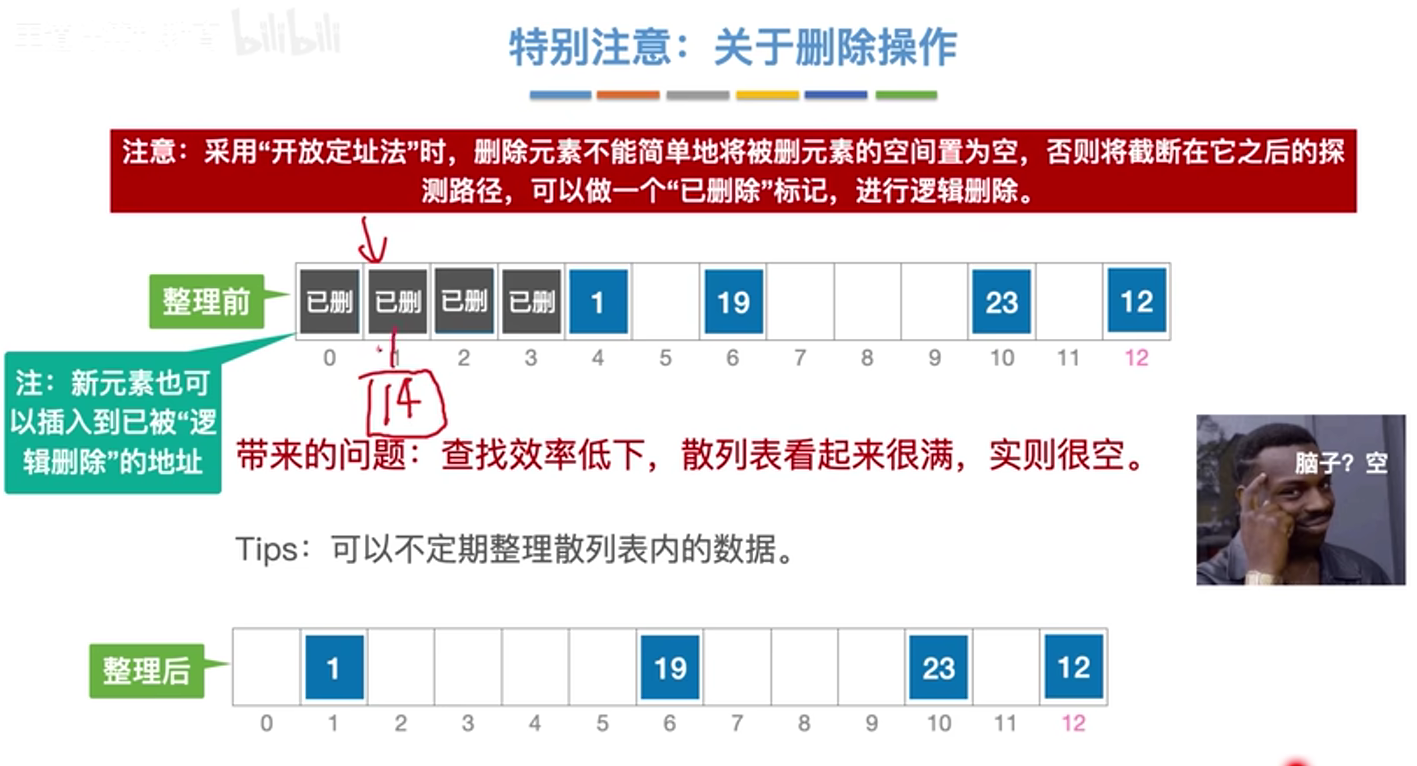 bilibili
特别注意：关于删除操作
注意：采用“开放定址法”时，删除元素不能简单地将被删元素的空间置为空，否则将截断在它之后的探
测路径，可以做一个“已删除”标记，进行逻辑删除。
整理前
已删 已删 已删 已删 1 19 23 12
0 1 2 3 4 5 6 7 8 9 10 11 12
14
注：新元素也可
以插入到已被“逻
辑删除”的地址
带来的问题：查找效率低下，散列表看起来很满，实则很空。
脑子？空
Tips：可以不定期整理散列表内的数据。
整理后
1 19 23 12
0 1 2 3 4 5 6 7 8 9 10 11 12